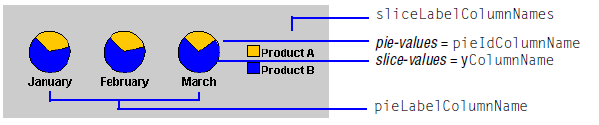 sliceLabelColumnNames
pie-values = pieIdColumnName
slice-values = yColumnName
Product A
Product B
January February March
pieLabelColumnName